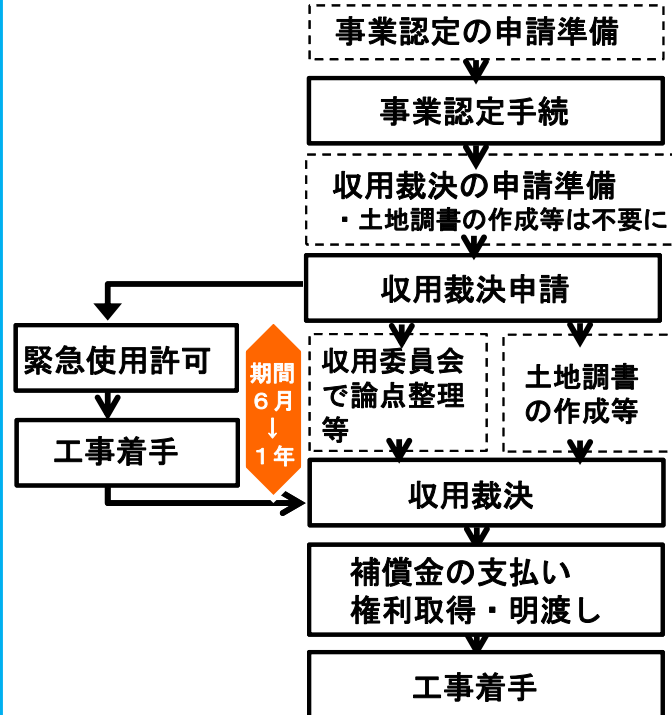 事業認定の申請準備
事業認定手続
収用裁決の申請準備
・土地調書の作成等は不要に
収用裁決申請
緊急使用許可
工事着手
期間
6月
↓
1年
収用委員会
で論点整理
等
土地調書
の作成等
収用裁決
補償金の支払い
権利取得・明渡し
工事着手